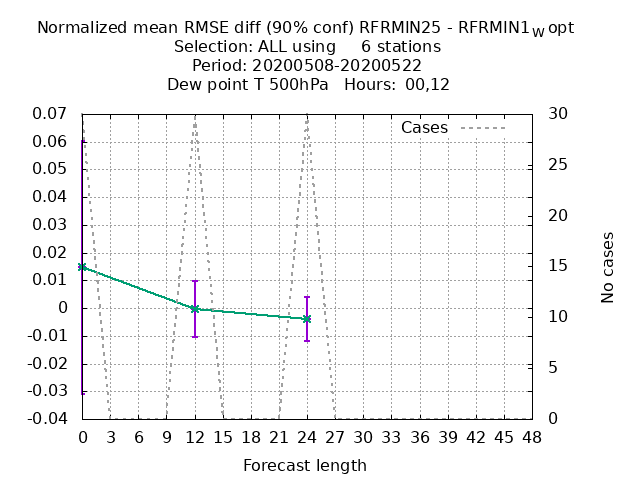 Normalized mean RMSE diff (90% conf) RFRMIN25 - RFRMIN1w opt
Selection: ALL using 6 stations
Period: 20200508-20200522
Dew point T 500hPa Hours: 00,12
0.07
0.06
0.05
0.04
0.03
0.02
0.01
0
-0.01
-0.02
-0.03
-0.04
Cases
30
25
20
15
10
5
0
No cases
0 3 6 9 12 15 18 21 24 27 30 33 36 39 42 45 48
Forecast length